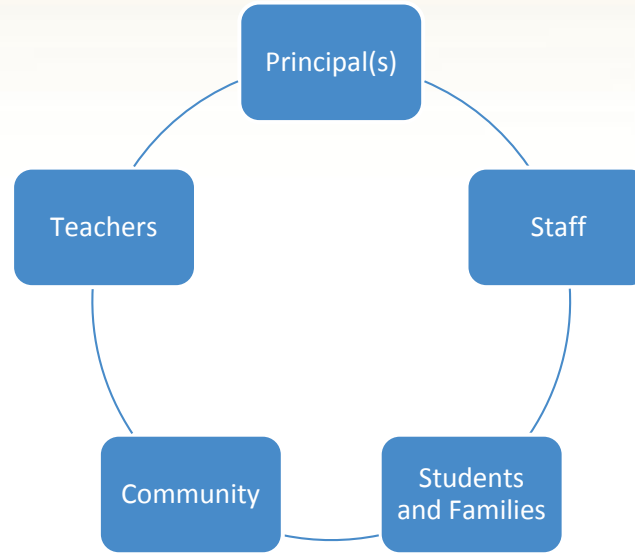 Principal(s)
Teachers
Staff
Community
Students
and Families